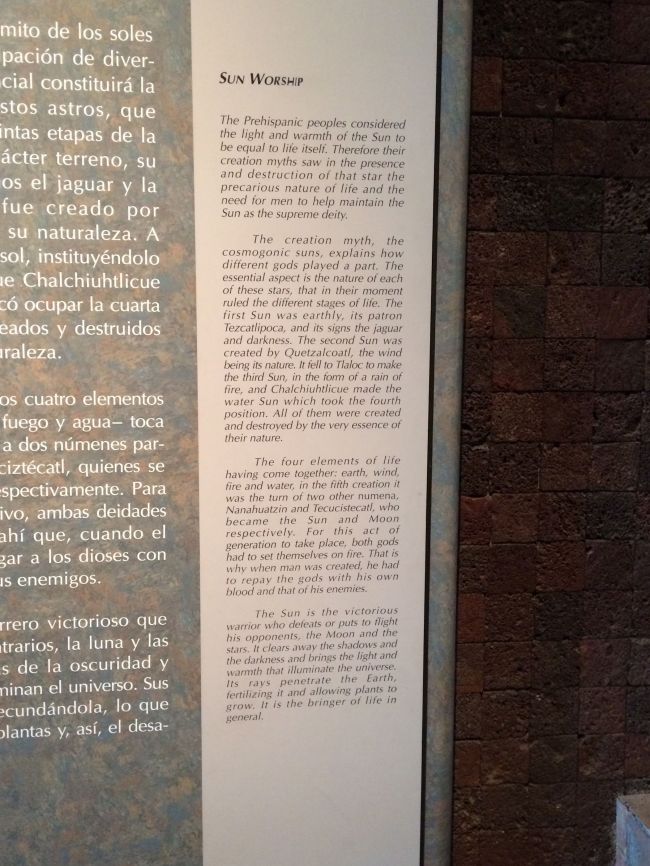 mito de los soles
pación de diver-
cial constituirá la
stos astros, que
intas etapas de la
ácter terreno, su
os el jaguar y la
fue creado por
su naturaleza. A
sol, instituyéndolo
ue Chalchiuhtlicue
có ocupar la cuarta
eados y destruidos
uraleza.
os cuatro elementos
fuego y agua– toca
a dos númenes par-
ciztécatl, quienes se
espectivamente. Para
ivo, ambas deidades
ahí que, cuando el
gar a los dioses con
us enemigos.
rrero victorioso que
ntrarios, la luna y las
s de la oscuridad y
minan el universo. Sus
ecundándola, lo que
plantas y, así, el desa-
SUN WORSHIP
The Prehispanic peoples considered
the light and warmth of the Sun to
be equal to life itself. Therefore their
creation myths saw in the presence
and destruction of that star the
precarious nature of life and the
need for men to help maintain the
Sun as the supreme deity.
The creation myth, the
cosmogonic suns, explains how
different gods played a part. The
essential aspect is the nature of each
of these stars, that in their moment
ruled the different stages of life. The
first Sun was earthly, its patron
Tezcatlipoca, and its signs the jaguar
and darkness. The second Sun was
created by Quetzalcoatl, the wind
being its nature. It fell to Tlaloc to make
the third Sun, in the form of a rain of
fire, and Chalchiuhtlicue made the
water Sun which took the fourth
position. All of them were created
and destroyed by the very essence of
their nature.
The four elements of life
having come together: earth, wind,
fire and water, in the fifth creation it
was the turn of two other numena,
Nanahuatzin and Tecucistecatl, who
became the Sun and Moon
respectively. For this act of
generation to take place, both gods
had to set themselves on fire. That is
why when man was created, he had
to repay the gods with his own
blood and that of his enemies.
The Sun is the victorious
warrior who defeats or puts to flight
his opponents, the Moon and the
stars. It clears away the shadows and
the darkness and brings the light and
warmth that illuminate the universe.
Its rays penetrate the Earth,
fertilizing it and allowing plants to
grow. It is the bringer of life in
general.